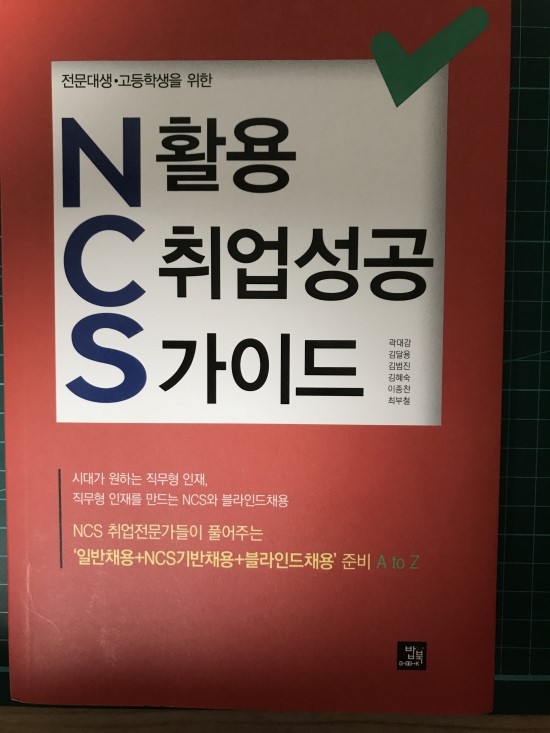 전문대생•고등학생을 위한
N 활용
C 취업성공
S 가이드
곽대감
김달용
김범진
김혜숙
이종찬
최부철
시대가 원하는 직무형 인재,
직무형 인재를 만드는 NCS와 블라인드채용
NCS 취업전문가들이 풀어주는
'일반채용+NCS기반채용+블라인드채용' 준비 A to Z
밥북